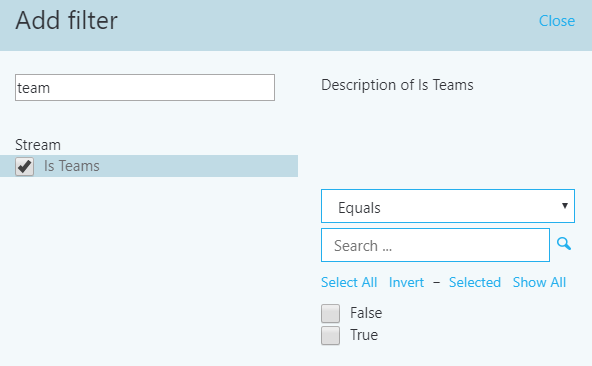 Add filter
Close
team
Description of Is Teams
Stream
Is Teams
Equals
Search ...
Select All Invert – Selected Show All
False
True